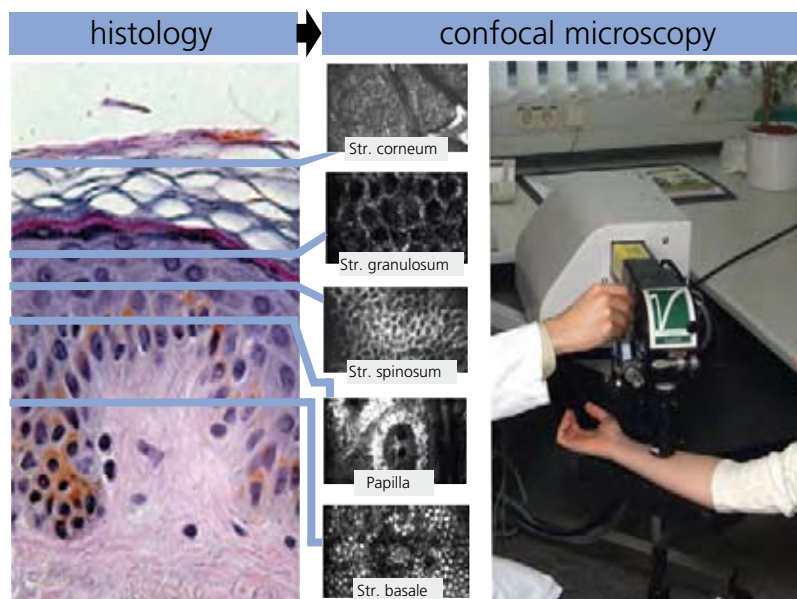 histology
confocal microscopy
Str. corneum
Str. granulosum
Str. spinosum
Papilla
Str. basale